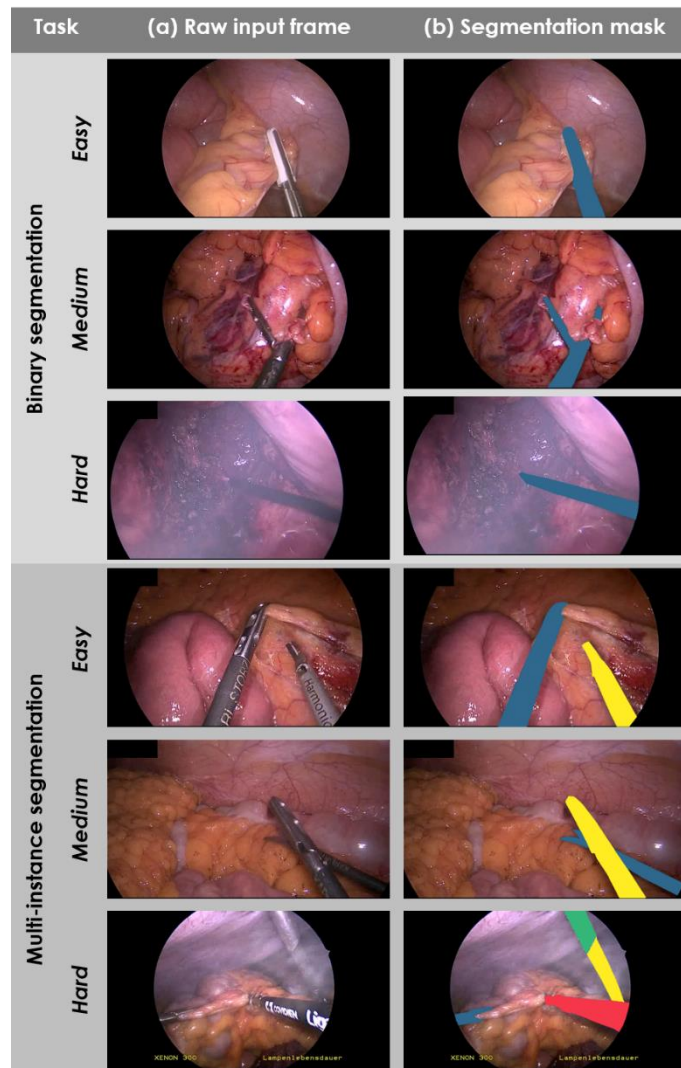 Task (a) Raw input frame (b) Segmentation mask
Binary segmentation
Easy
Medium
Hard
Multi-instance segmentation
Easy
Harmonic
Medium
Hard
COVIDIEN Liga
XENON 300 Lampenlebensdauer
XENON 300 Lampenlebensdauer